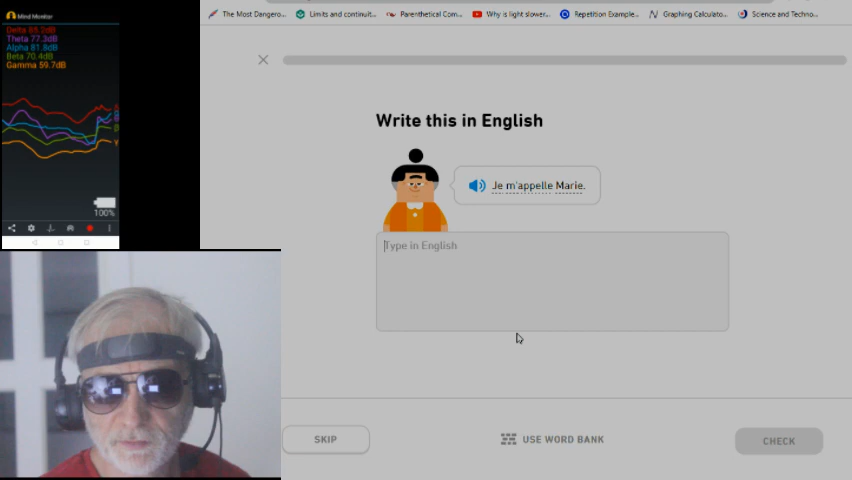 Mind Monitor
Delta 85.2dB
Theta 77.3dB
Alpha 81.8dB
Beta 70.4dB
Gamma 59.7dB
100%
The Most Dangero...
Limits and continuit...
Parenthetical Com...
Why is light slower...
Repetition Example...
Graphing Calculato...
Science and Techno...
Write this in English
Je m'appelle Marie.
Type in English
SKIP
USE WORD BANK
CHECK